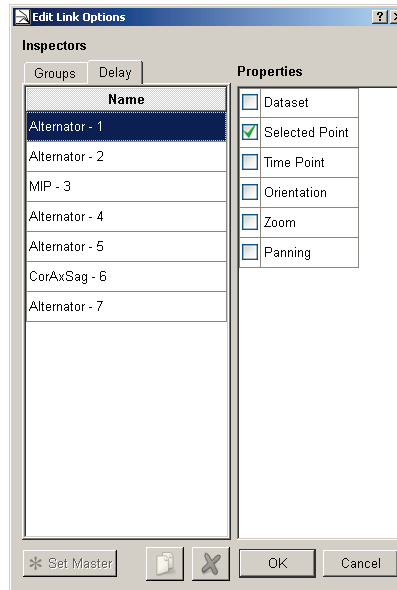 Edit Link Options
Inspectors
Groups Delay
Properties
Name
Alternator - 1
Alternator - 2
MIP - 3
Alternator - 4
Alternator - 5
CorAxSag - 6
Alternator - 7
Dataset
Selected Point
Time Point
Orientation
Zoom
Panning
Set Master
OK
Cancel